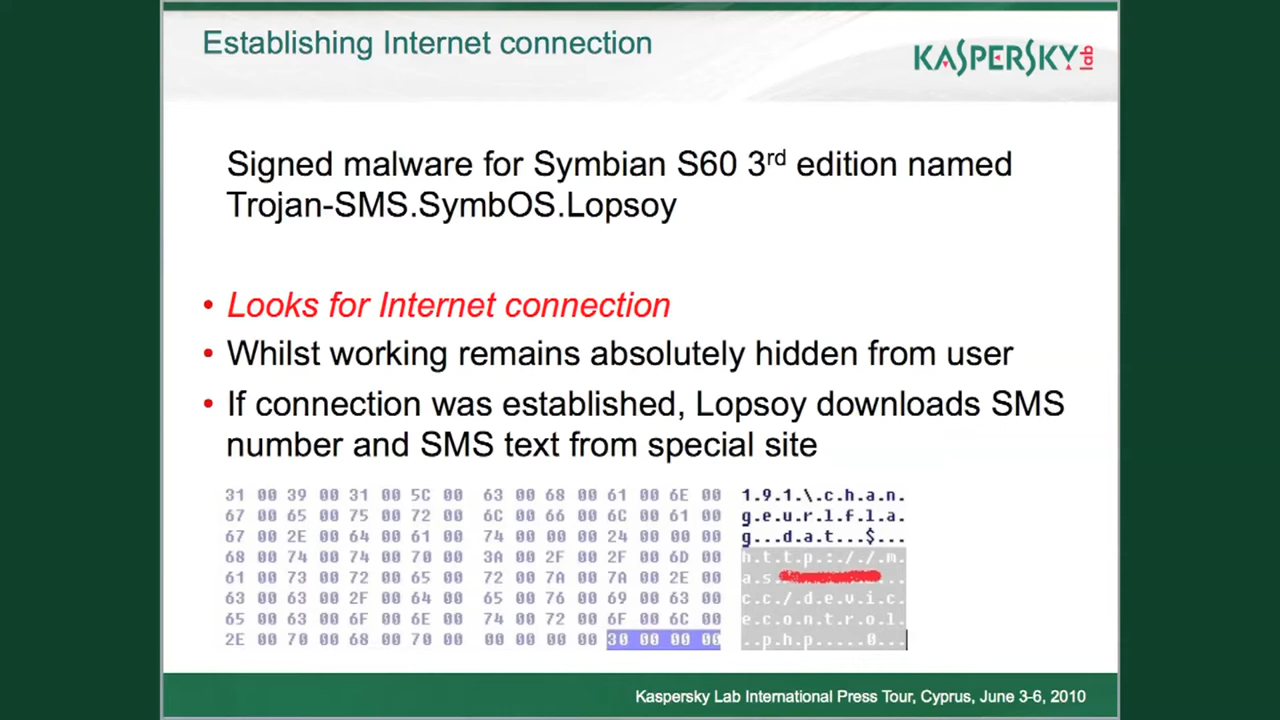 Establishing Internet connection
KASPERSKY lab
Signed malware for Symbian S60 3rd edition named
Trojan-SMS.SymbOS.Lopsoy
• Looks for Internet connection
• Whilst working remains absolutely hidden from user
• If connection was established, Lopsoy downloads SMS
number and SMS text from special site
31 00 39 00 31 00 5C 00 63 00 68 00 61 00 6E 00 1.9.1.\.c.h.a.n.
67 00 65 00 75 00 72 00 6C 00 66 00 6C 00 61 00 g.e.u.r.l.f.l.a.
67 00 2E 00 64 00 61 00 74 00 00 00 24 00 00 00 g...d.a.t...$...
68 00 74 00 74 00 70 00 3A 00 2F 00 2F 00 6D 00 h.t.t.p.:././.m.
61 00 73 00 72 00 65 00 72 00 7A 00 7A 00 2E 00 a.s.
63 00 63 00 2F 00 64 00 65 00 76 00 69 00 63 00 c.c./.d.e.v.i.c.
65 00 63 00 6F 00 6E 00 74 00 72 00 6F 00 6C 00 e.c.o.n.t.r.o.l.
2E 00 70 00 68 00 70 00 00 00 00 00 30 00 00 00 ..p.h.p.....0...
Kaspersky Lab International Press Tour, Cyprus, June 3-6, 2010